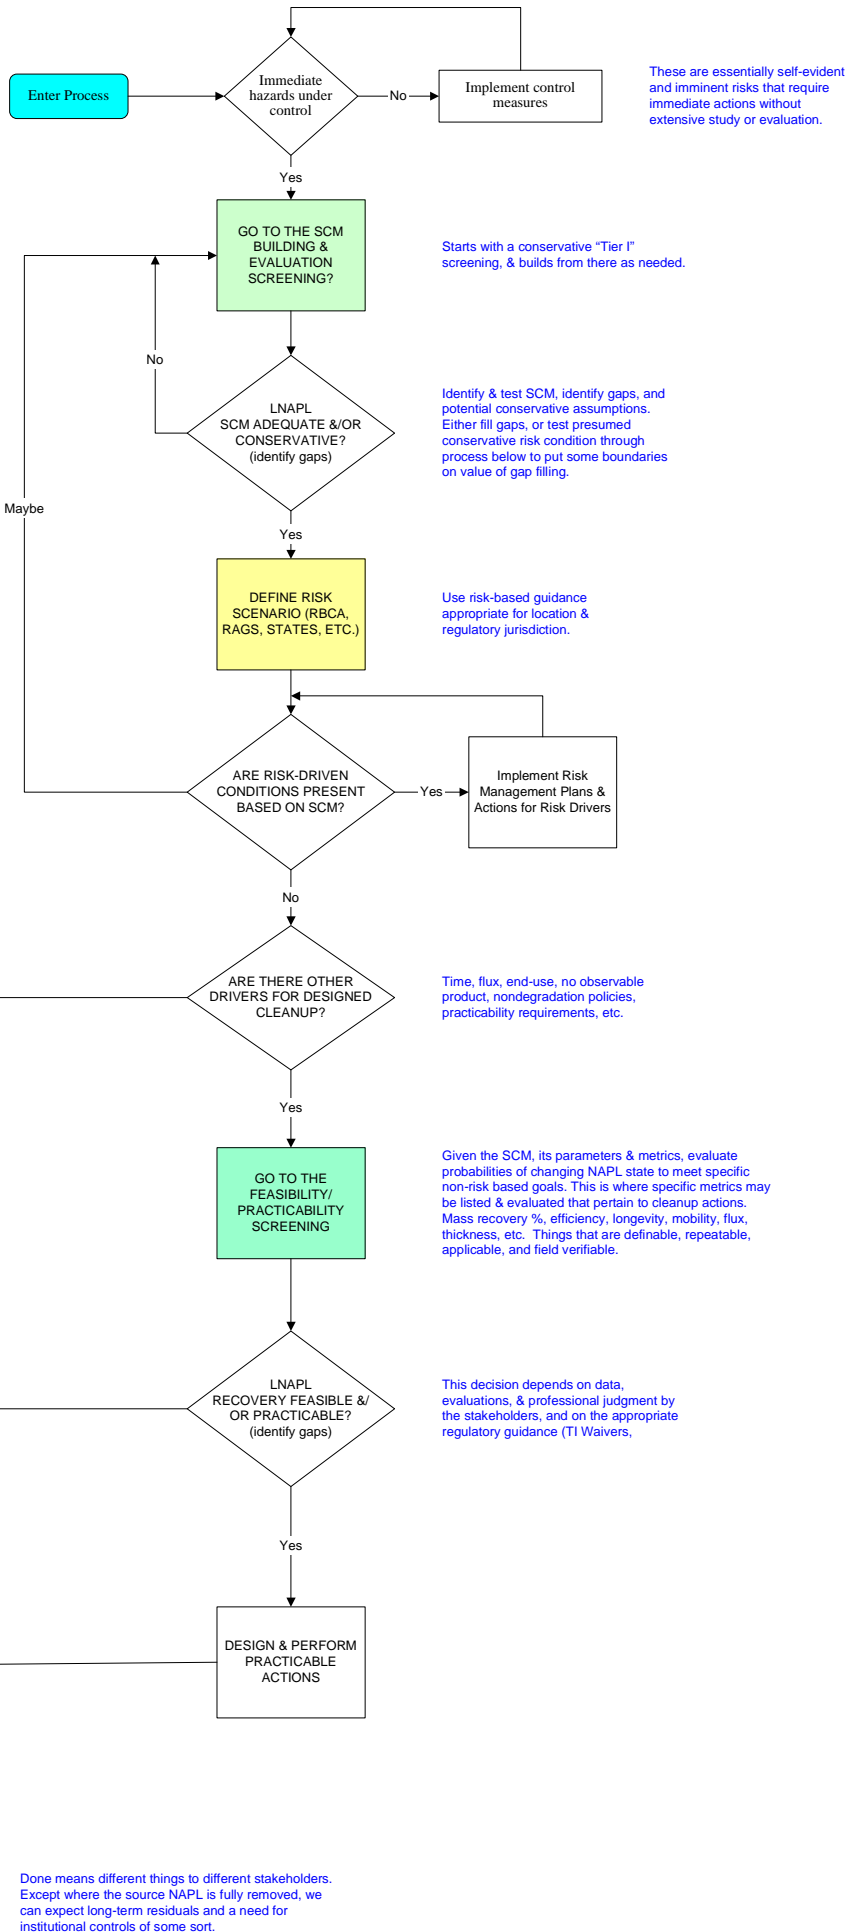 Enter Process
Immediate
hazards under
control
No
Implement control
measures
These are essentially self-evident
and imminent risks that require
immediate actions without
extensive study or evaluation.
Yes
GO TO THE SCM
BUILDING &
EVALUATION
SCREENING?
Starts with a conservative “Tier I”
screening, & builds from there as needed.
No
LNAPL
SCM ADEQUATE &/OR
CONSERVATIVE?
(identify gaps)
Identify & test SCM, identify gaps, and
potential conservative assumptions.
Either fill gaps, or test presumed
conservative risk condition through
process below to put some boundaries
on value of gap filling.
Maybe
Yes
DEFINE RISK
SCENARIO (RBCA,
RAGS, STATES, ETC.)
Use risk-based guidance
appropriate for location &
regulatory jurisdiction.
ARE RISK-DRIVEN
CONDITIONS PRESENT
BASED ON SCM?
Yes
Implement Risk
Management Plans &
Actions for Risk Drivers
No
ARE THERE OTHER
DRIVERS FOR DESIGNED
CLEANUP?
Time, flux, end-use, no observable
product, nondegradation policies,
practicability requirements, etc.
Yes
GO TO THE
FEASIBILITY/
PRACTICABILITY
SCREENING
Given the SCM, its parameters & metrics, evaluate
probabilities of changing NAPL state to meet specific
non-risk based goals. This is where specific metrics may
be listed & evaluated that pertain to cleanup actions.
Mass recovery %, efficiency, longevity, mobility, flux,
thickness, etc.  Things that are definable, repeatable,
applicable, and field verifiable.
LNAPL
RECOVERY FEASIBLE &/
OR PRACTICABLE?
(identify gaps)
This decision depends on data,
evaluations, & professional judgment by
the stakeholders, and on the appropriate
regulatory guidance (TI Waivers,
Yes
DESIGN & PERFORM
PRACTICABLE
ACTIONS
Done means different things to different stakeholders.
Except where the source NAPL is fully removed, we
can expect long-term residuals and a need for
institutional controls of some sort.